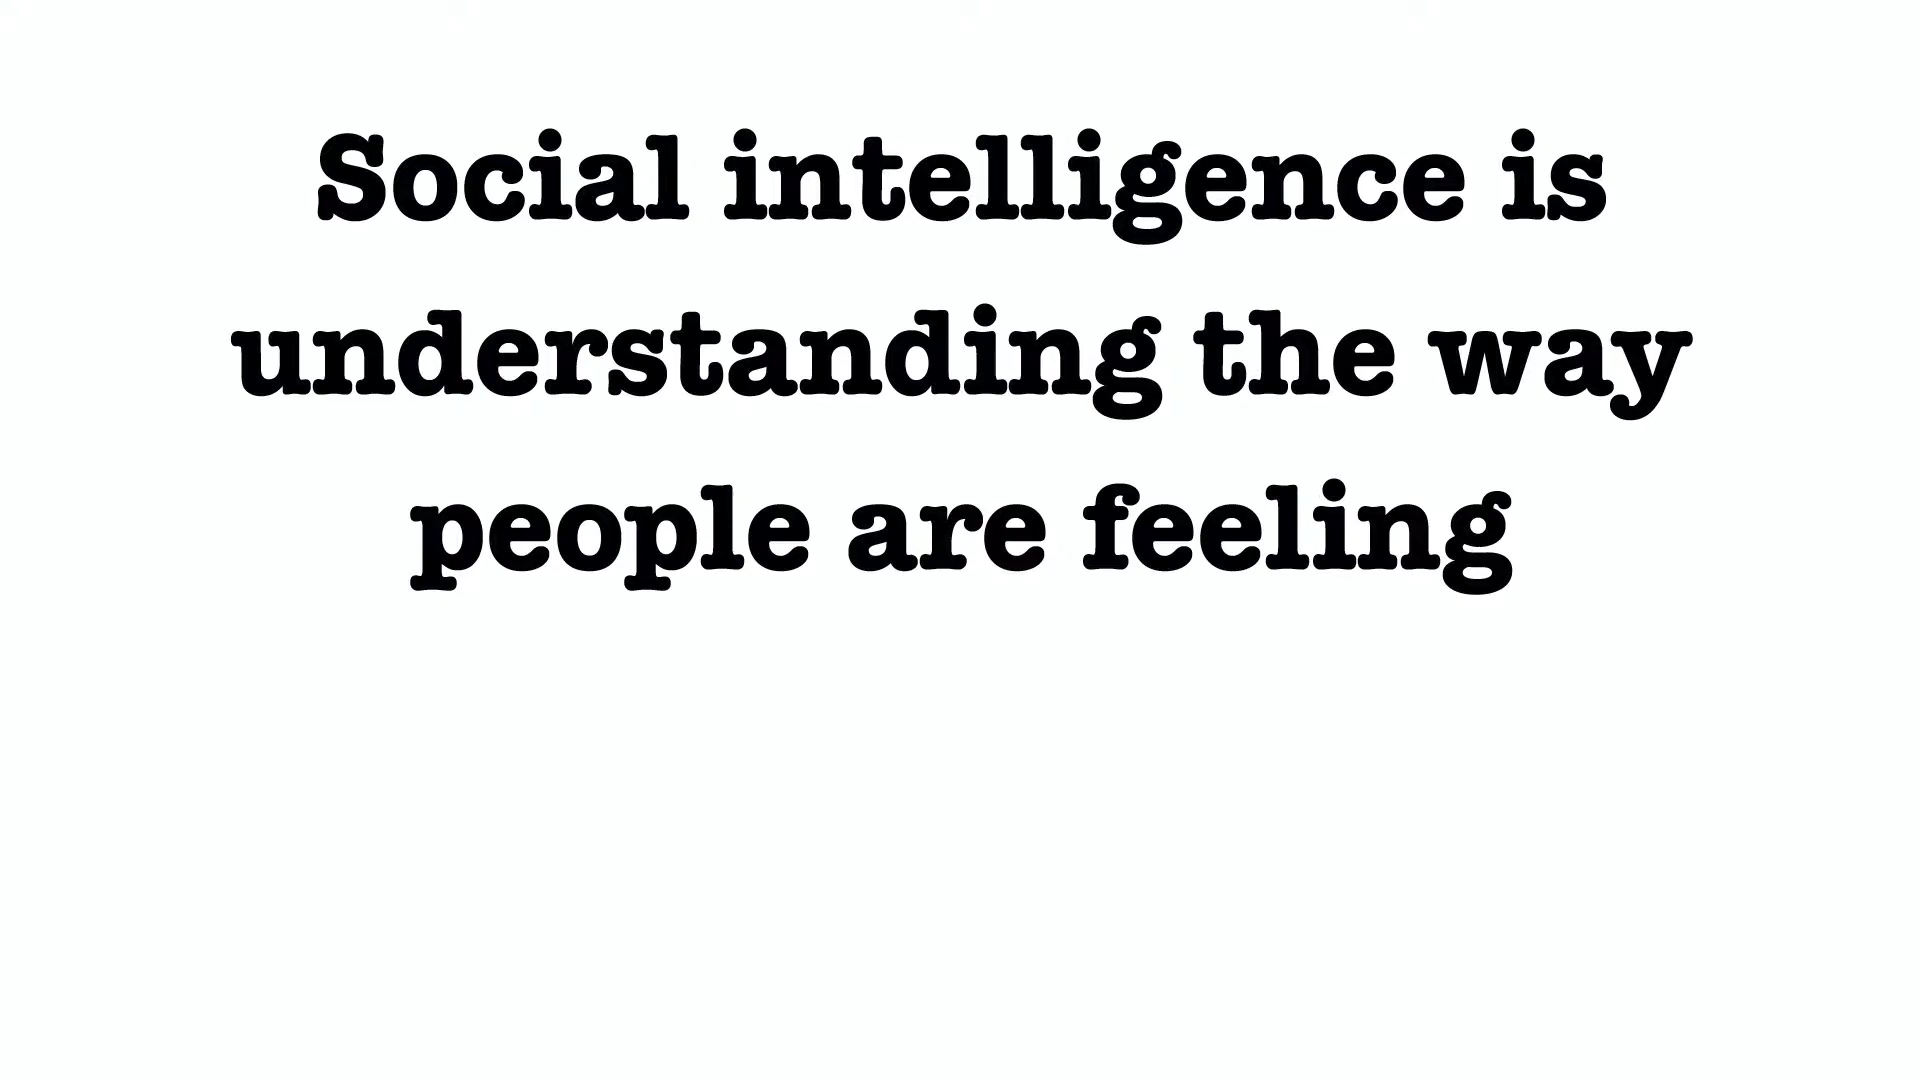 Social intelligence is
understanding the way
people are feeling